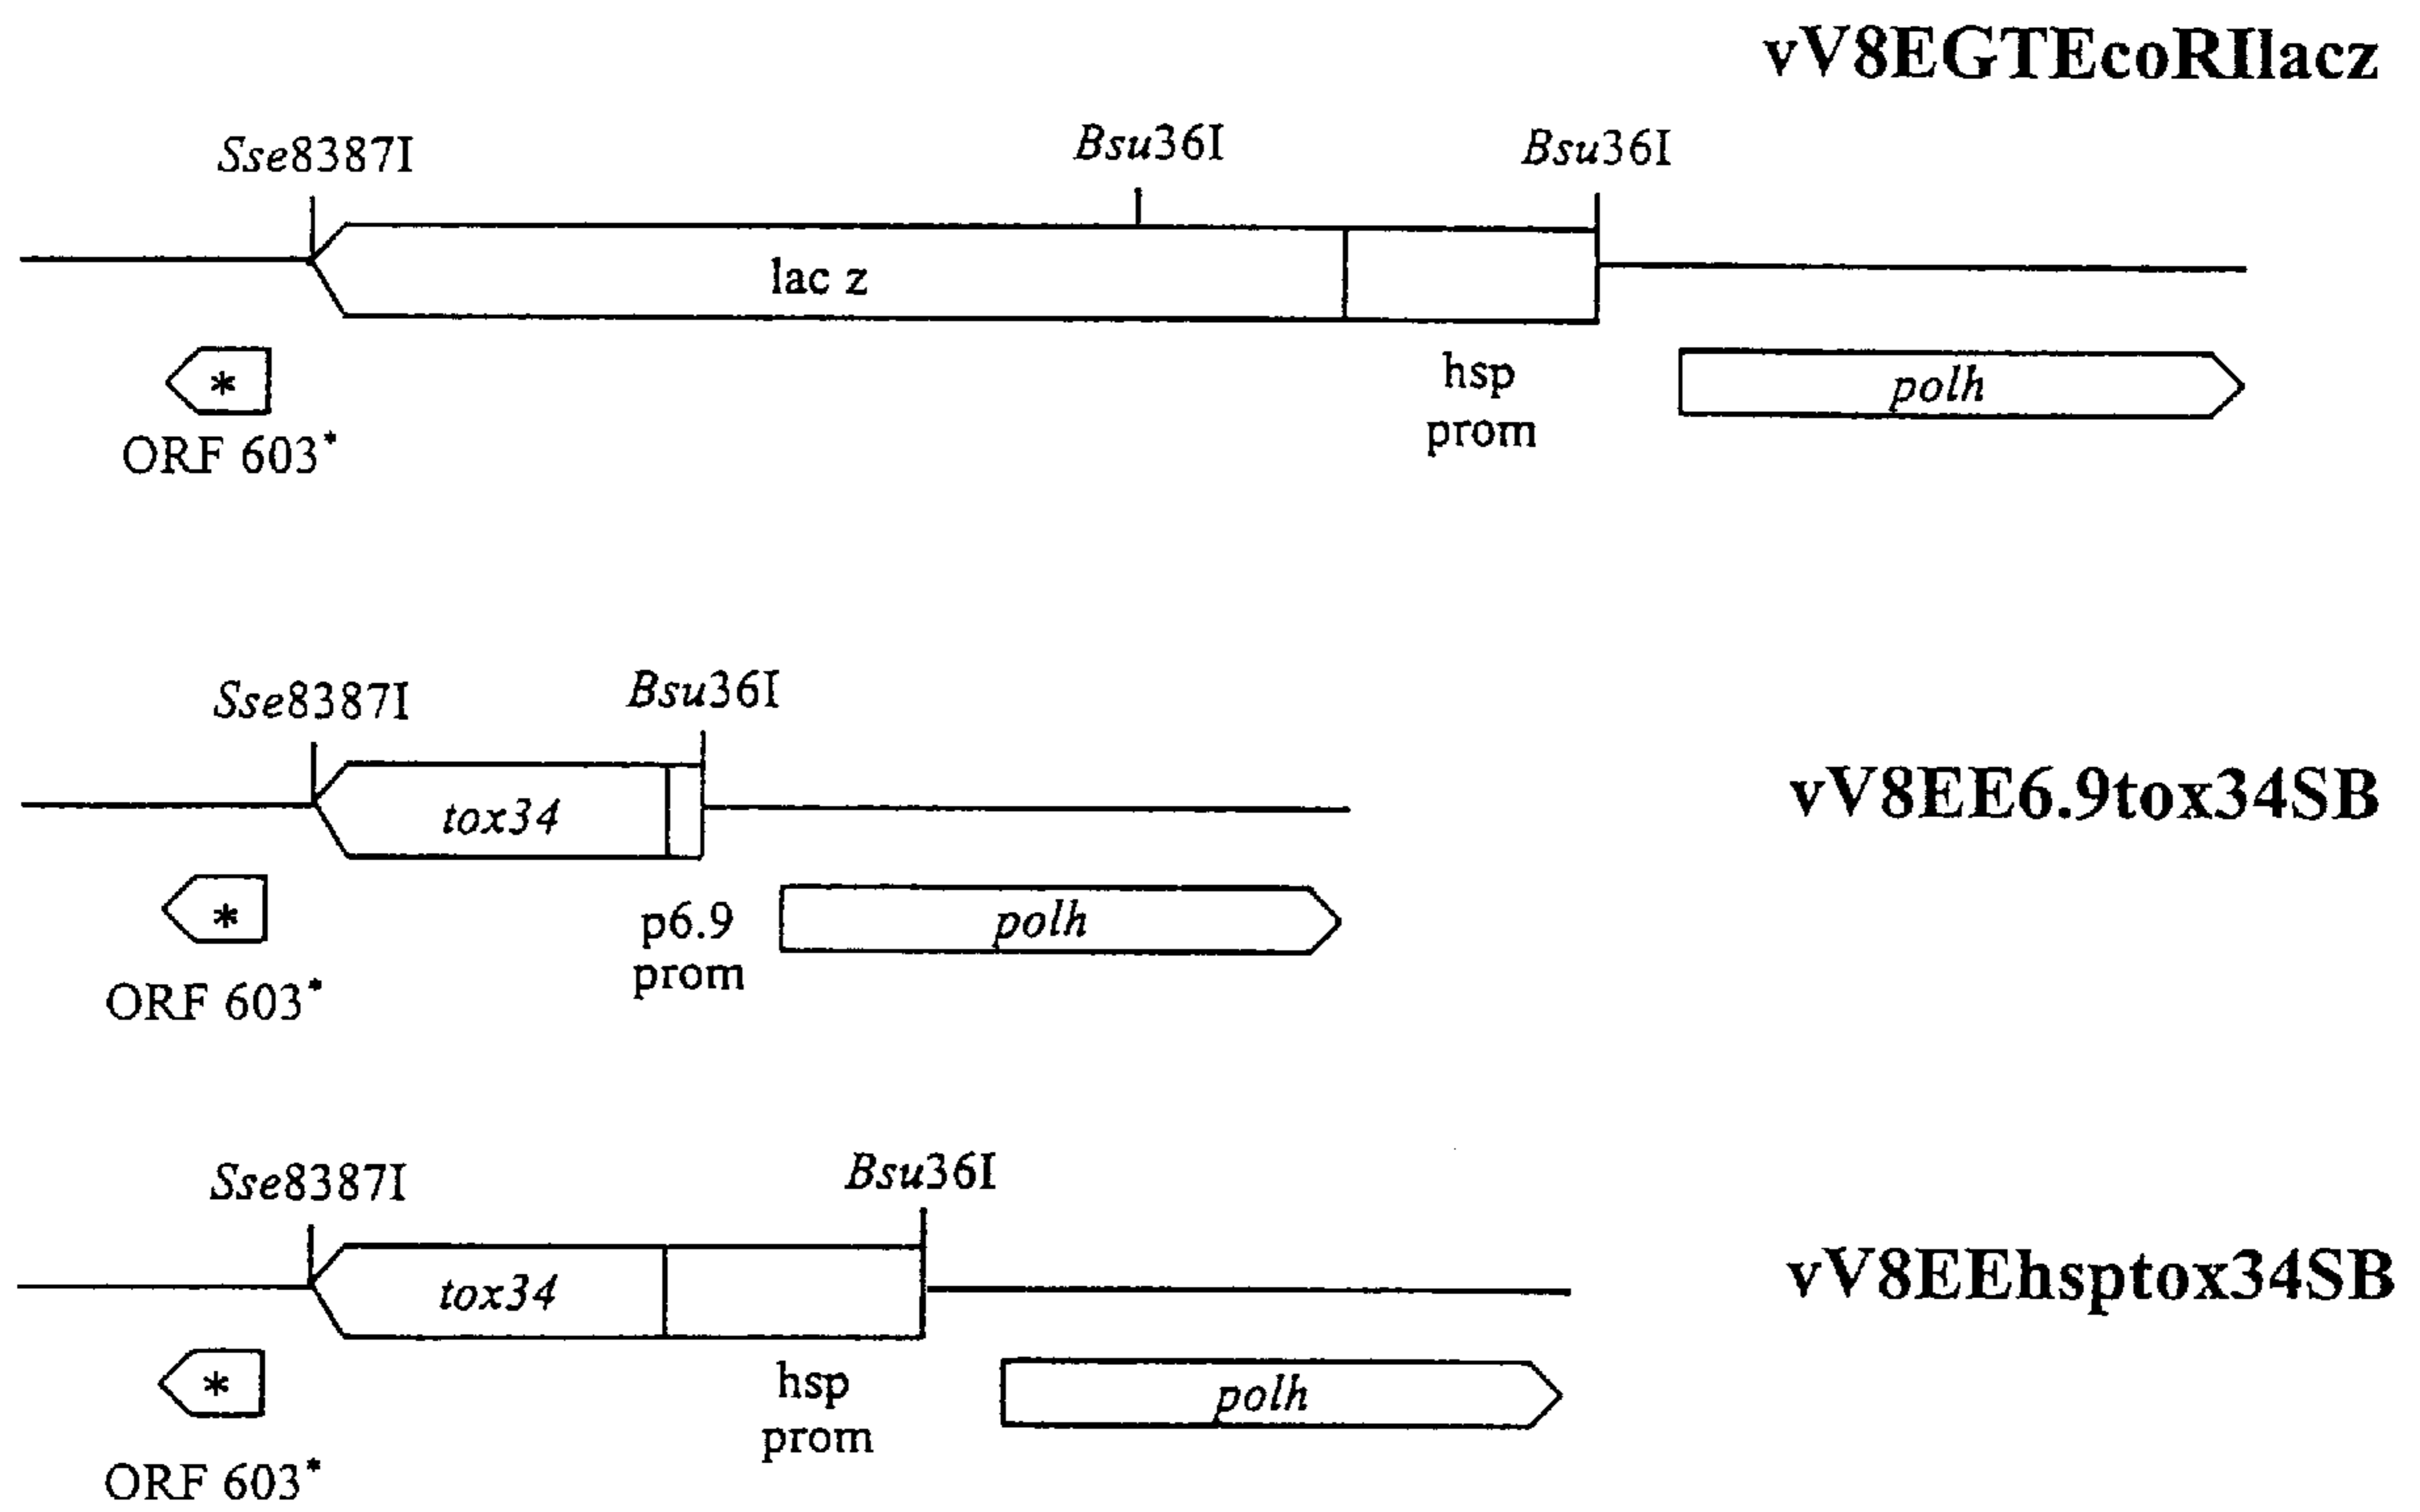 vV8EGTEcoRIlacz
Sse8387I
Bsu36I
Bsu36I
lac z
hsp
prom
*
polh
ORF 603*
Sse8387I
Bsu36I
tox34
vV8EE6.9tox34SB
*
p6.9
prom
polh
ORF 603*
Sse8387I
Bsu36I
tox34
vV8EEhsptox34SB
*
hsp
prom
polh
ORF 603*